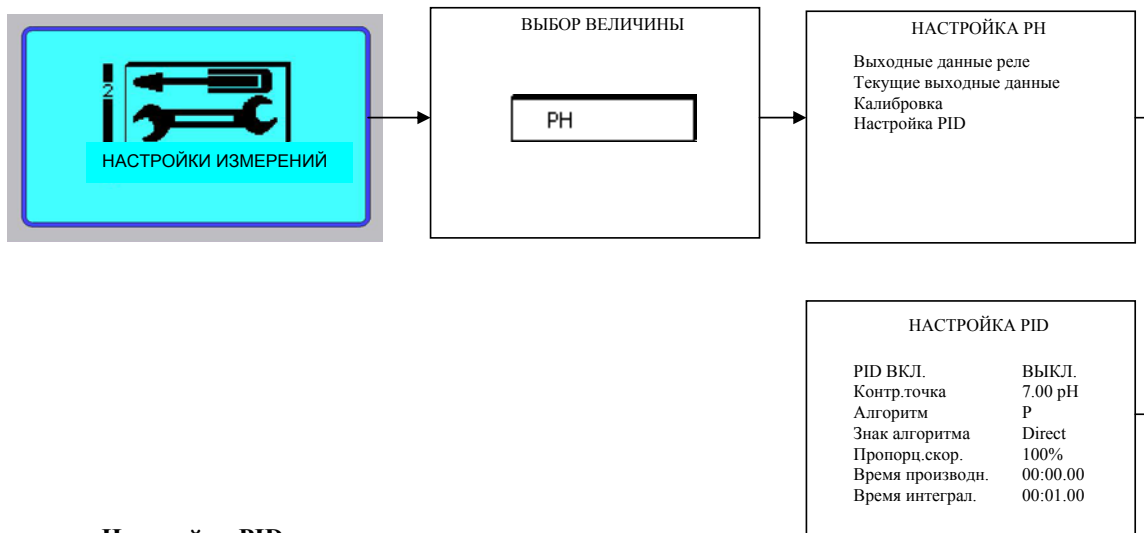 2
НАСТРОЙКИ ИЗМЕРЕНИЙ
ВЫБОР ВЕЛИЧИНЫ
PH
НАСТРОЙКА PH
Выходные данные реле
Текущие выходные данные
Калибровка
Настройка PID
НАСТРОЙКА PID
PID ВКЛ. ВЫКЛ.
Контр.точка 7.00 pH
Алгоритм P
Знак алгоритма Direct
Пропорц.скор. 100%
Время производн. 00:00.00
Время интеграл. 00:01.00